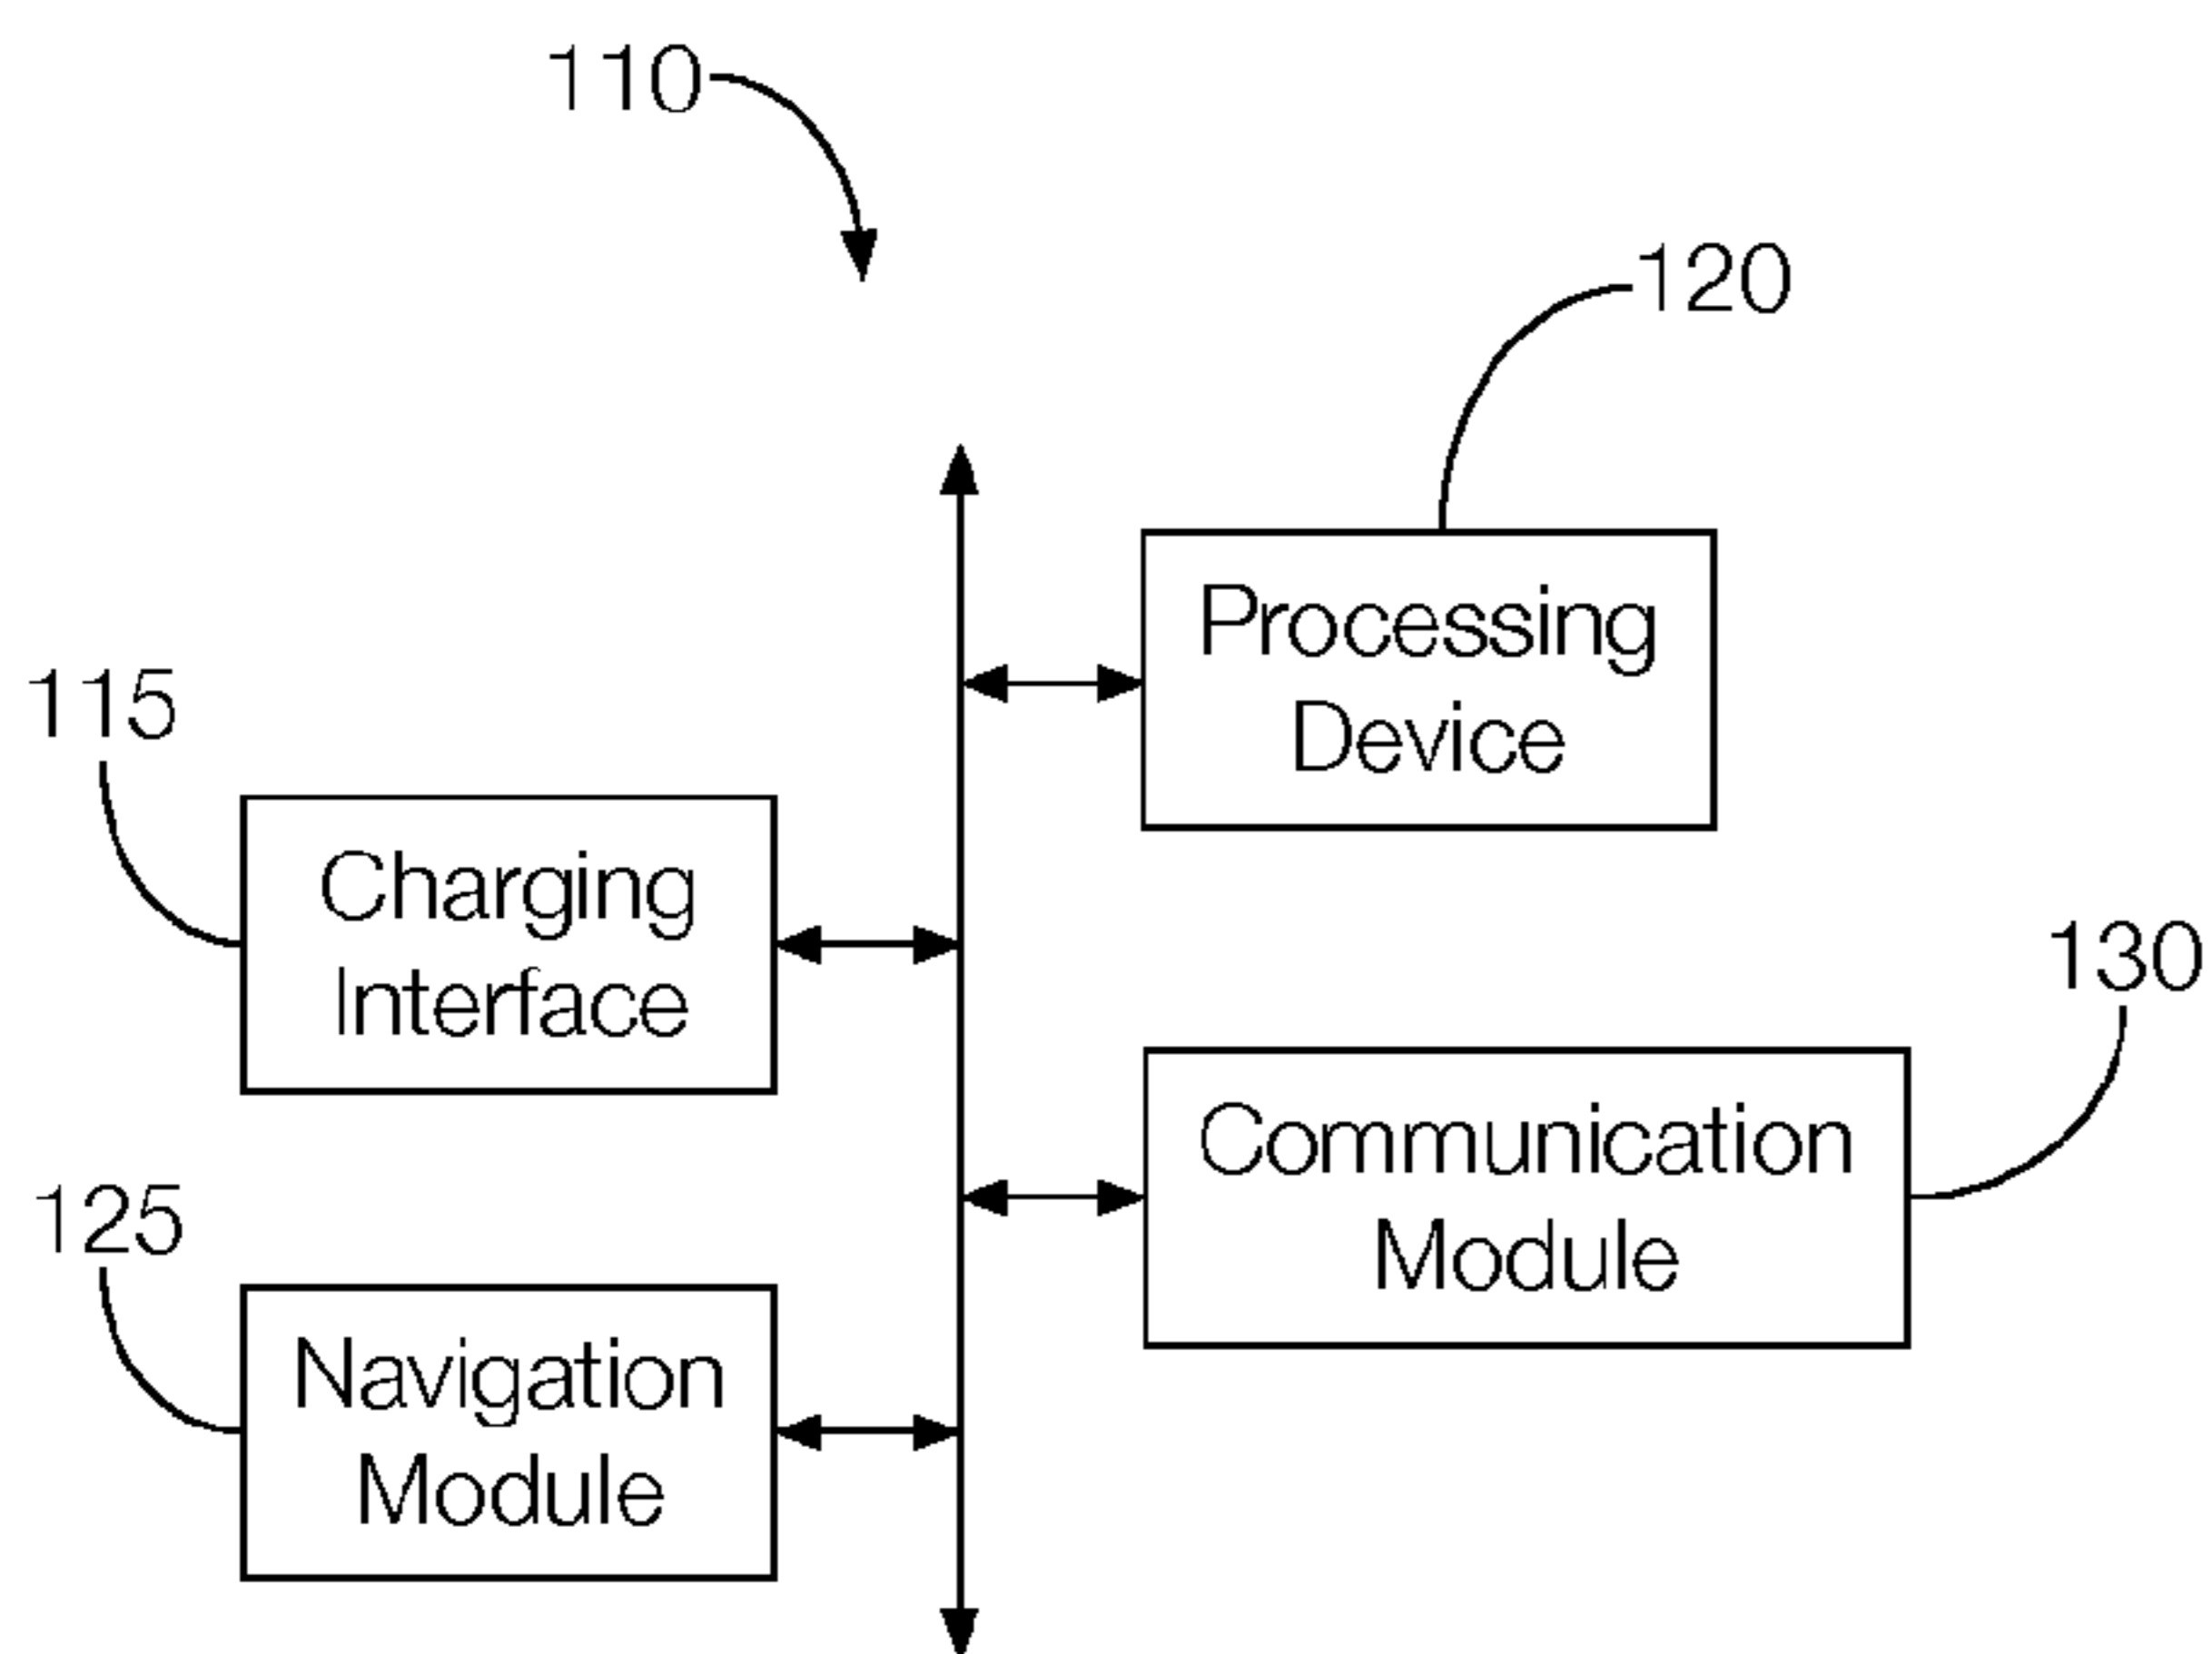 110
120
Processing
Device
115
Charging
Interface
130
Communication
Module
125
Navigation
Module